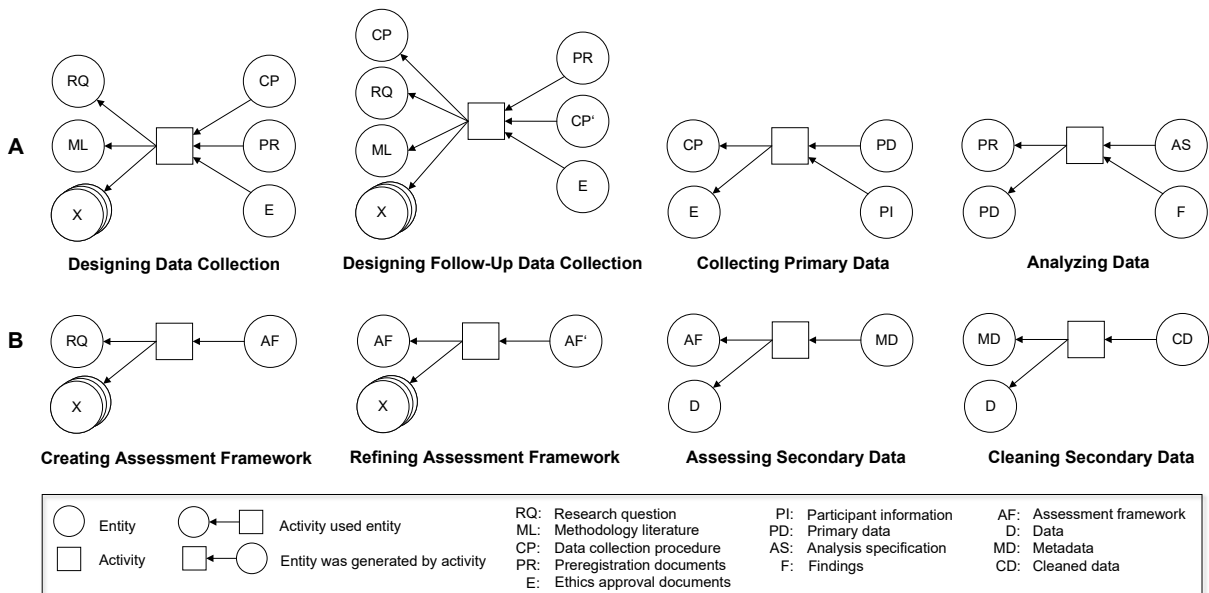 CP
PR
RQ
CP
RQ
CP'
A
ML
PR
ML
CP
PD
PR
AS
X
E
X
E
E
PI
PD
F
Designing Data Collection
Designing Follow-Up Data Collection
Collecting Primary Data
Analyzing Data
B
RQ
AF
AF
AF'
AF
MD
MD
CD
X
X
D
D
Creating Assessment Framework
Refining Assessment Framework
Assessing Secondary Data
Cleaning Secondary Data
Entity
Activity used entity
Activity
Entity was generated by activity
RQ: Research question
ML: Methodology literature
CP: Data collection procedure
PR: Preregistration documents
E: Ethics approval documents
PI: Participant information
PD: Primary data
AS: Analysis specification
F: Findings
AF: Assessment framework
D: Data
MD: Metadata
CD: Cleaned data